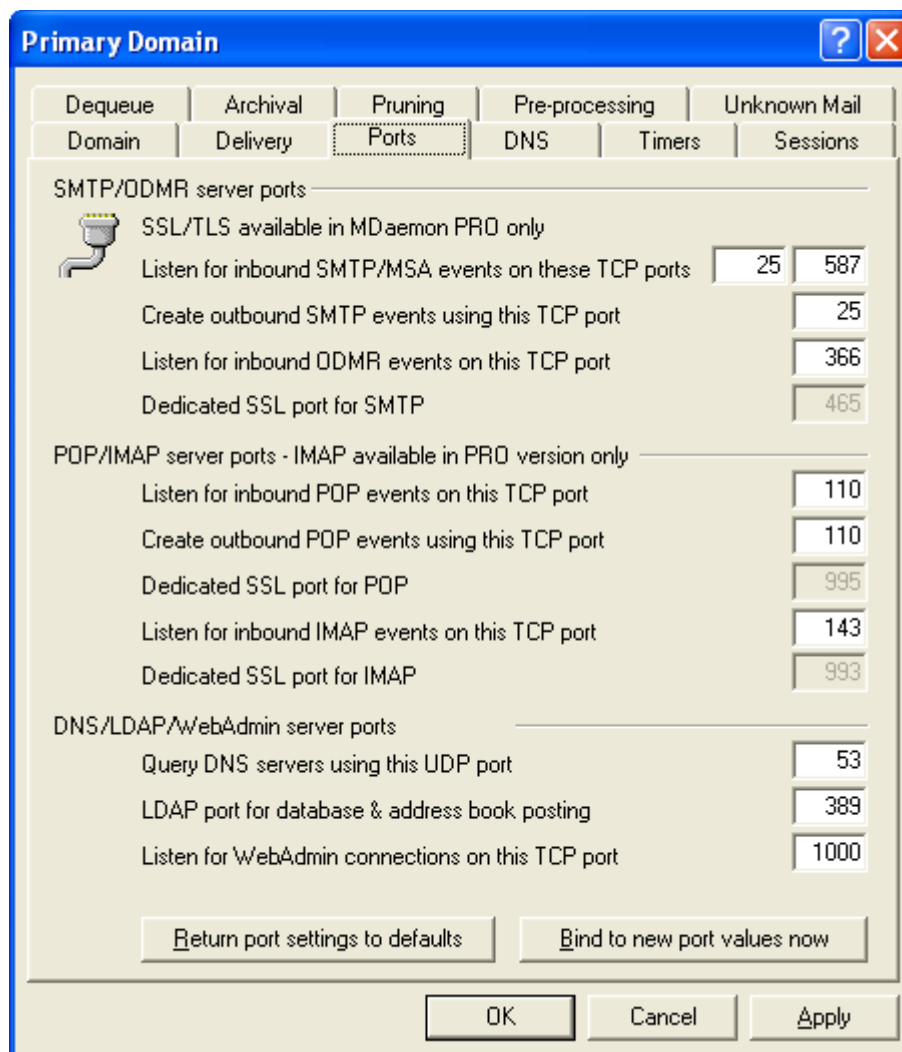 Primary Domain
Dequeue Archival Pruning Pre-processing Unknown Mail
Domain Delivery Ports DNS Timers Sessions
SMTP/ODMR server ports
SSL/TLS available in MDaemon PRO only
Listen for inbound SMTP/MSA events on these TCP ports 25 587
Create outbound SMTP events using this TCP port 25
Listen for inbound ODMR events on this TCP port 366
Dedicated SSL port for SMTP 465
POP/IMAP server ports - IMAP available in PRO version only
Listen for inbound POP events on this TCP port 110
Create outbound POP events using this TCP port 110
Dedicated SSL port for POP 995
Listen for inbound IMAP events on this TCP port 143
Dedicated SSL port for IMAP 993
DNS/LDAP/WebAdmin server ports
Query DNS servers using this UDP port 53
LDAP port for database & address book posting 389
Listen for WebAdmin connections on this TCP port 1000
Return port settings to defaults Bind to new port values now
OK Cancel Apply